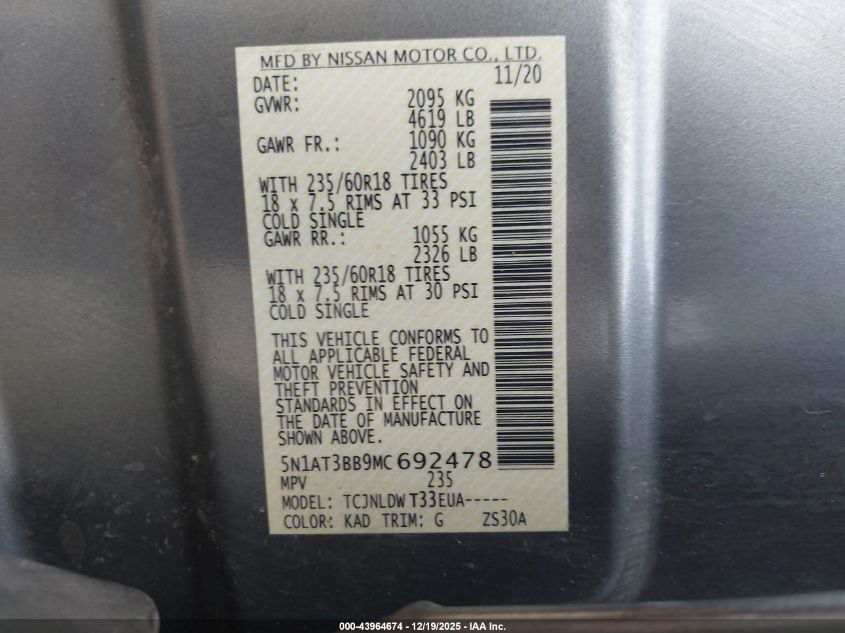 MFD BY NISSAN MOTOR CO., LTD.
DATE: 11/20
GVWR: 2095 KG
4619 LB
GAWR FR.: 1090 KG
2403 LB
WITH 235/60R18 TIRES
18 x 7.5 RIMS AT 33 PSI
COLD SINGLE
GAWR RR.: 1055 KG
2326 LB
WITH 235/60R18 TIRES
18 x 7.5 RIMS AT 30 PSI
COLD SINGLE
THIS VEHICLE CONFORMS TO
ALL APPLICABLE FEDERAL
MOTOR VEHICLE SAFETY AND
THEFT PREVENTION
STANDARDS IN EFFECT ON
THE DATE OF MANUFACTURE
SHOWN ABOVE.
5N1AT3BB9MC692478
MPV 235
MODEL: TCJNLDW T33EUA-----
COLOR: KAD TRIM: G ZS30A
000-43964674 - 12/19/2025 - IAA Inc.